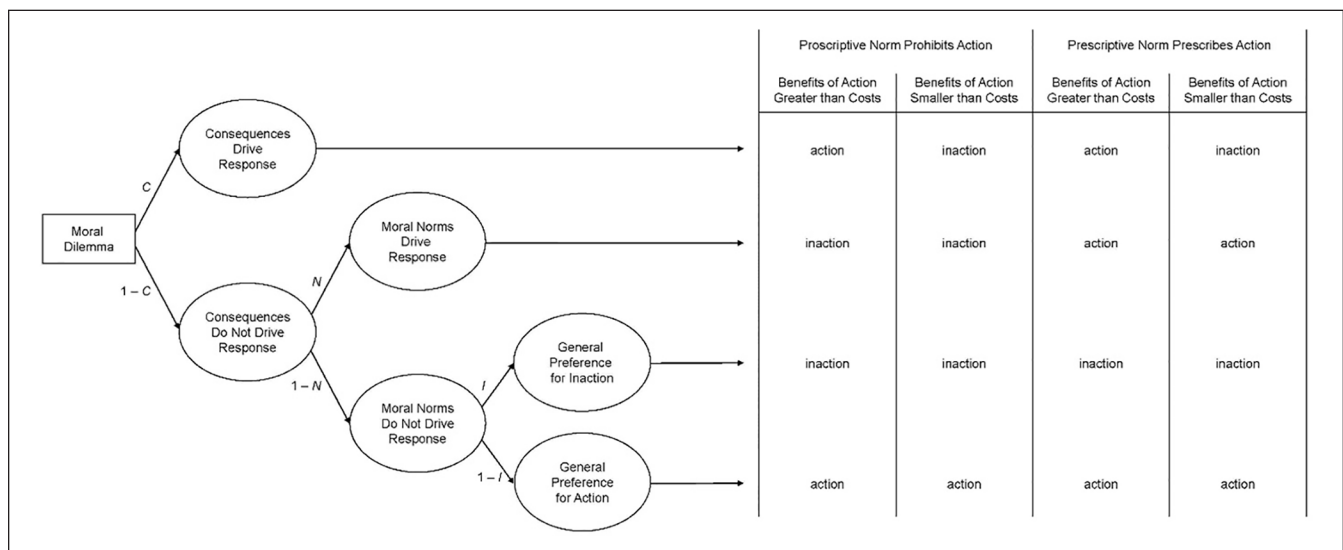 Proscriptive Norm Prohibits Action
Prescriptive Norm Prescribes Action
Benefits of Action
Greater than Costs
Benefits of Action
Smaller than Costs
Benefits of Action
Greater than Costs
Benefits of Action
Smaller than Costs
Consequences
Drive
Response
action
inaction
action
inaction
C
Moral
Dilemma
Moral Norms
Drive
Response
inaction
inaction
action
action
1 – C
N
Consequences
Do Not Drive
Response
General
Preference
for Inaction
inaction
inaction
inaction
inaction
1 – N
I
Moral Norms
Do Not Drive
Response
1 – I
General
Preference
for Action
action
action
action
action